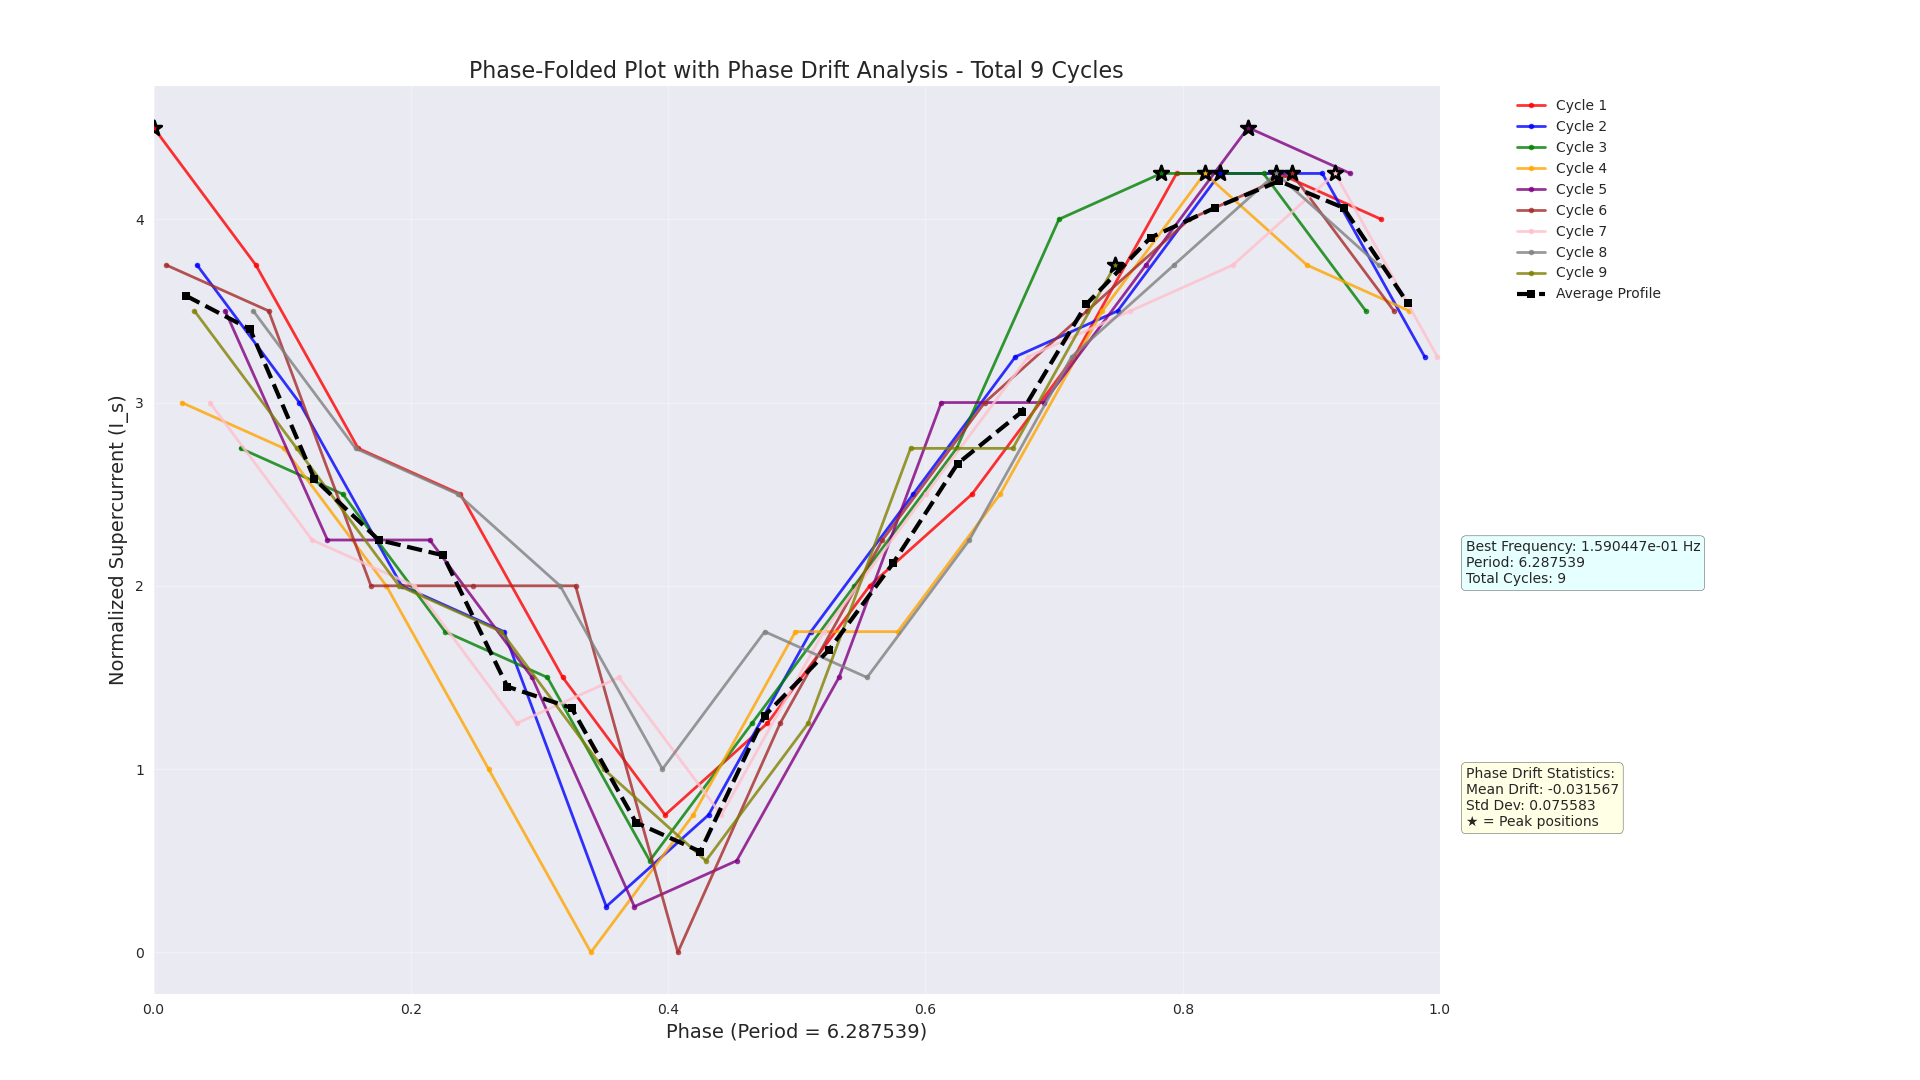 Phase-Folded Plot with Phase Drift Analysis - Total 9 Cycles
Normalized Supercurrent (I_s)
4
3
2
1
0
0.0
0.2
0.4
0.6
0.8
1.0
Phase (Period = 6.287539)
Cycle 1
Cycle 2
Cycle 3
Cycle 4
Cycle 5
Cycle 6
Cycle 7
Cycle 8
Cycle 9
Average Profile
Best Frequency: 1.590447e-01 Hz
Period: 6.287539
Total Cycles: 9
Phase Drift Statistics:
Mean Drift: -0.031567
Std Dev: 0.075583
★ = Peak positions